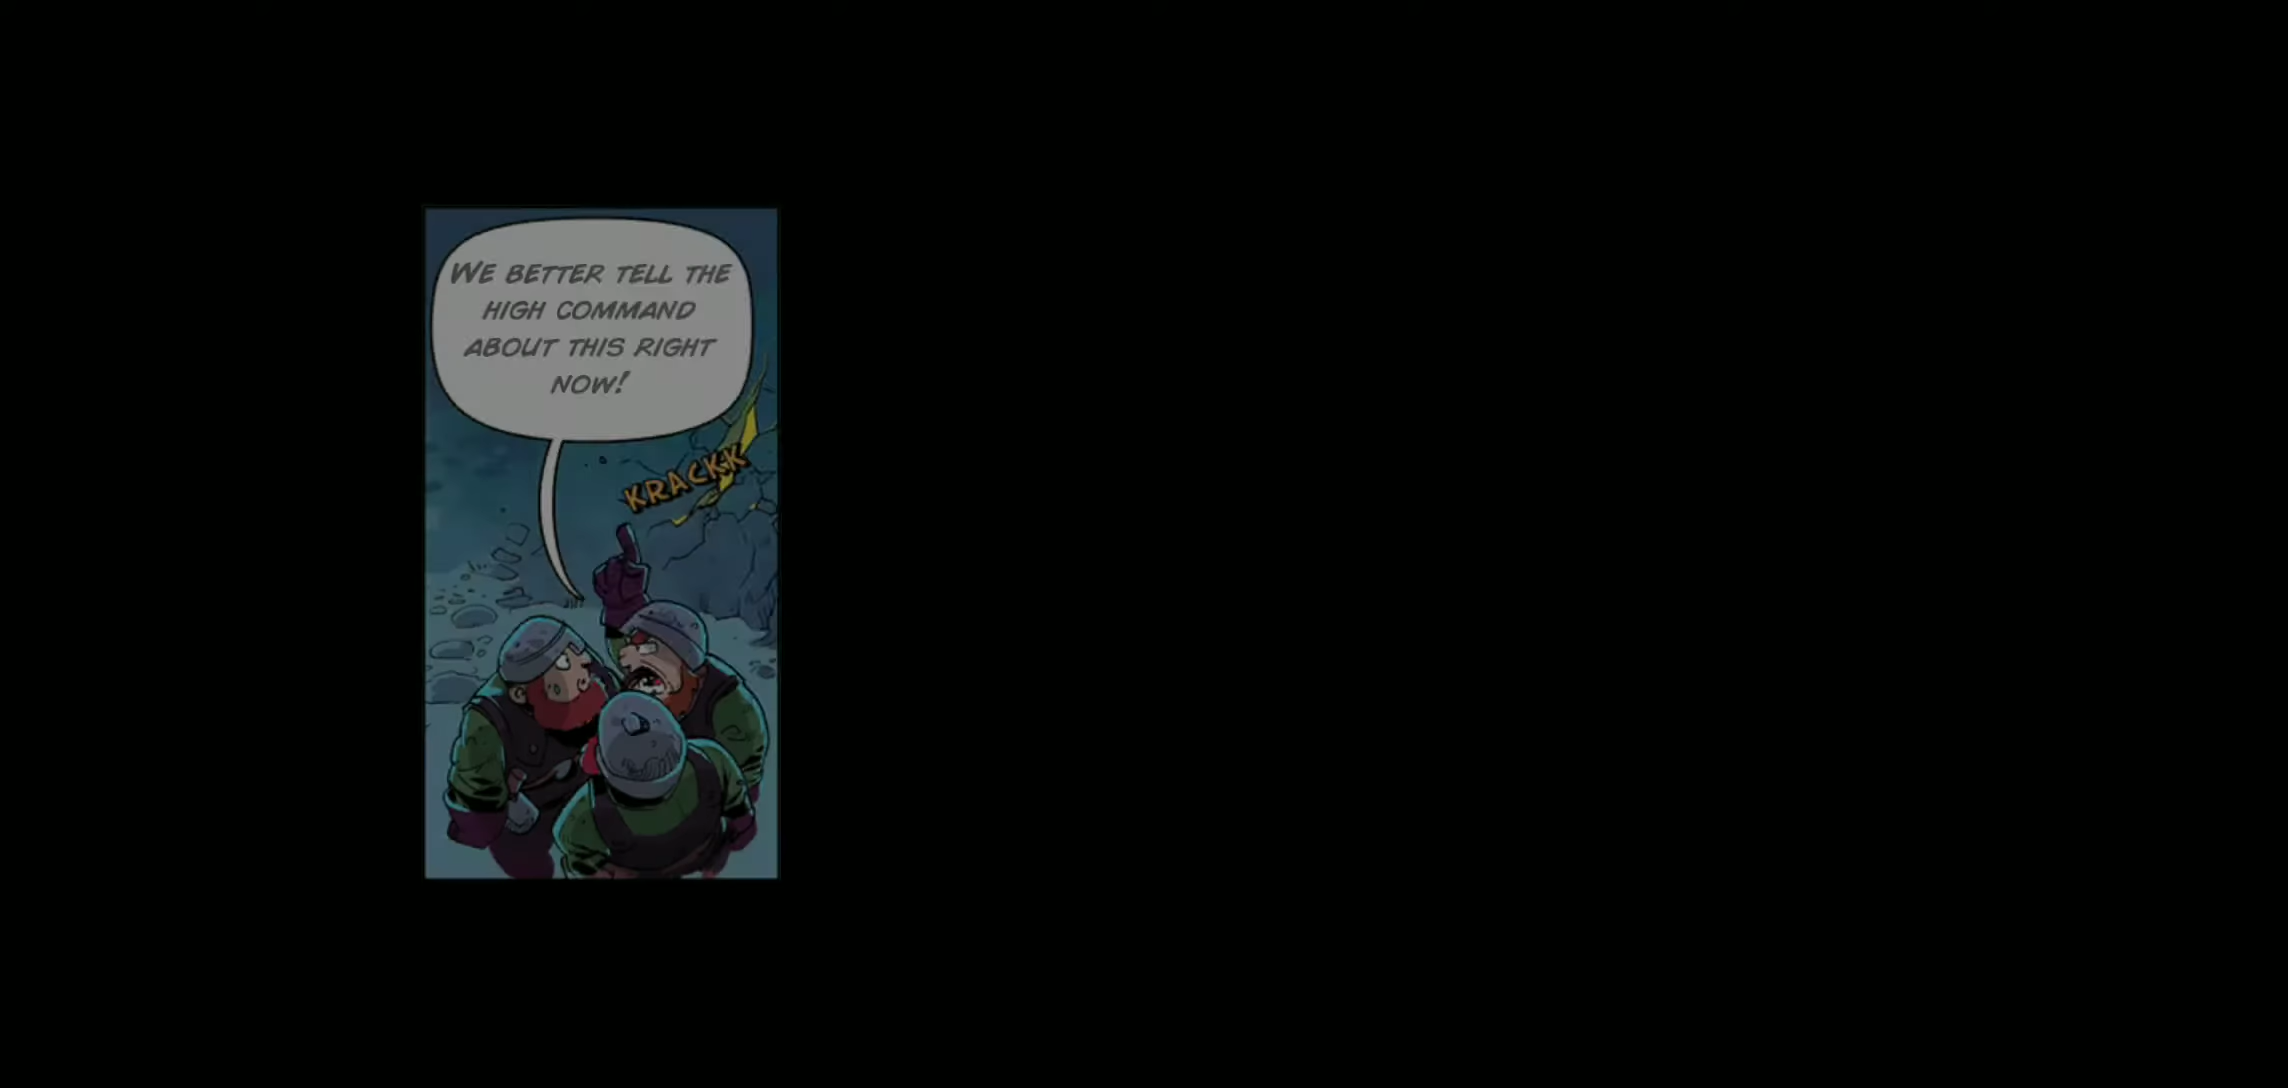 WE BETTER TELL THE
HIGH COMMAND
ABOUT THIS RIGHT
NOW!
KRACKK